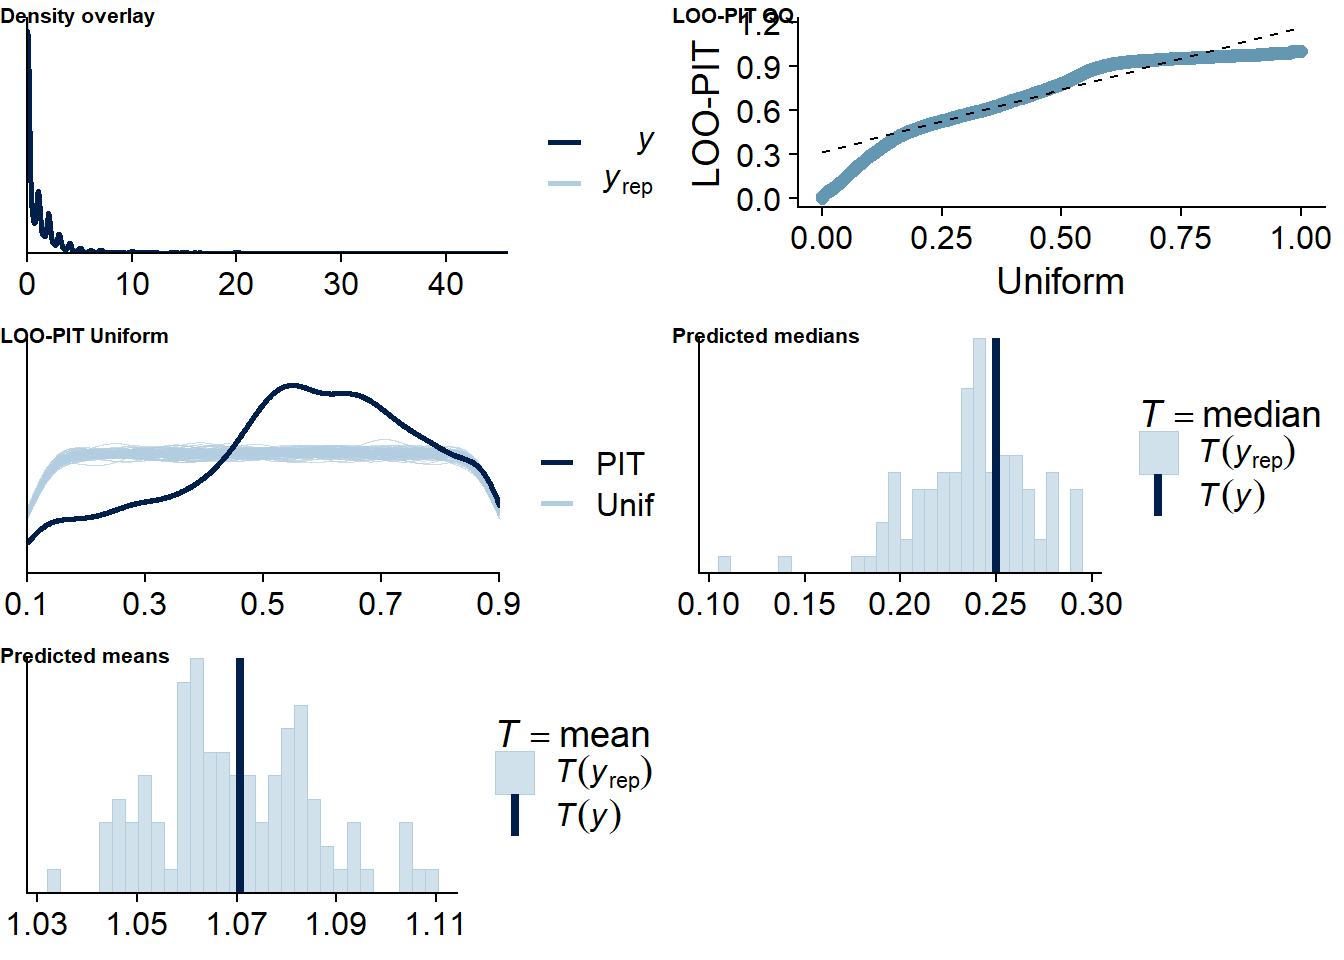 Density overlay
y
y rep
0 10 20 30 40
LOO-PIT QQ
LOO-PIT
1.2
0.9
0.6
0.3
0.0
0.00 0.25 0.50 0.75 1.00
Uniform
LOO-PIT Uniform
PIT
Unif
0.1 0.3 0.5 0.7 0.9
Predicted medians
T = median
T(y rep)
T(y)
0.10 0.15 0.20 0.25 0.30
Predicted means
T = mean
T(y rep)
T(y)
1.03 1.05 1.07 1.09 1.11